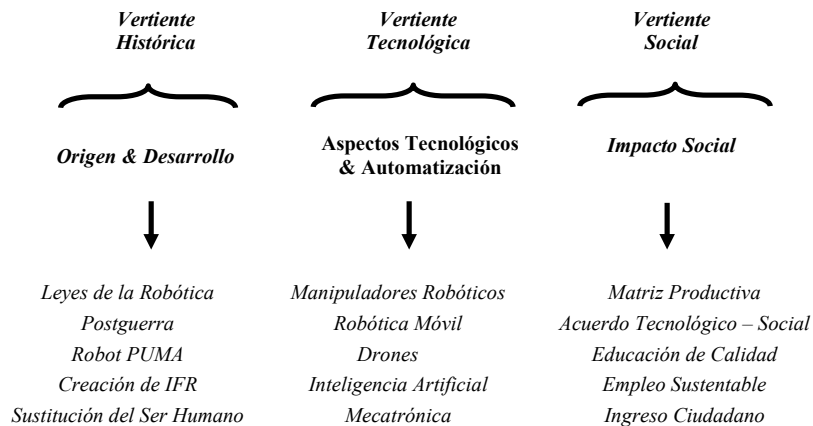 Vertiente
Histórica
Origen & Desarrollo
Leyes de la Robótica
Postguerra
Robot PUMA
Creación de IFR
Sustitución del Ser Humano
Vertiente
Tecnológica
Aspectos Tecnológicos
& Automatización
Manipuladores Robóticos
Robótica Móvil
Drones
Inteligencia Artificial
Mecatrónica
Vertiente
Social
Impacto Social
Matriz Productiva
Acuerdo Tecnológico – Social
Educación de Calidad
Empleo Sustentable
Ingreso Ciudadano